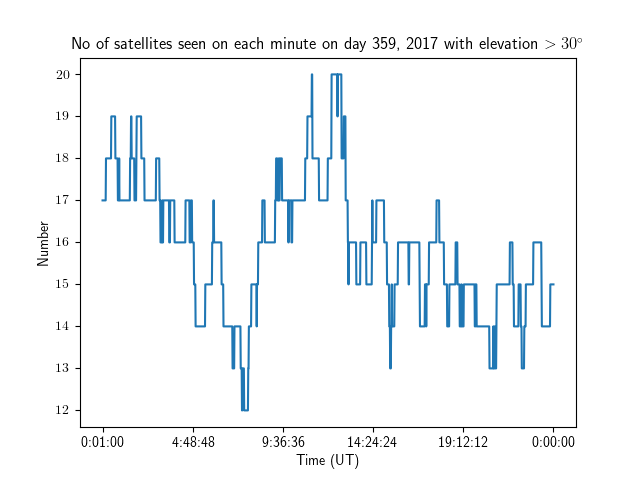 No of satellites seen on each minute on day 359, 2017 with elevation > 30°
20
19
18
17
16
15
14
13
12
Number
0:01:00 4:48:48 9:36:36 14:24:24 19:12:12 0:00:00
Time (UT)